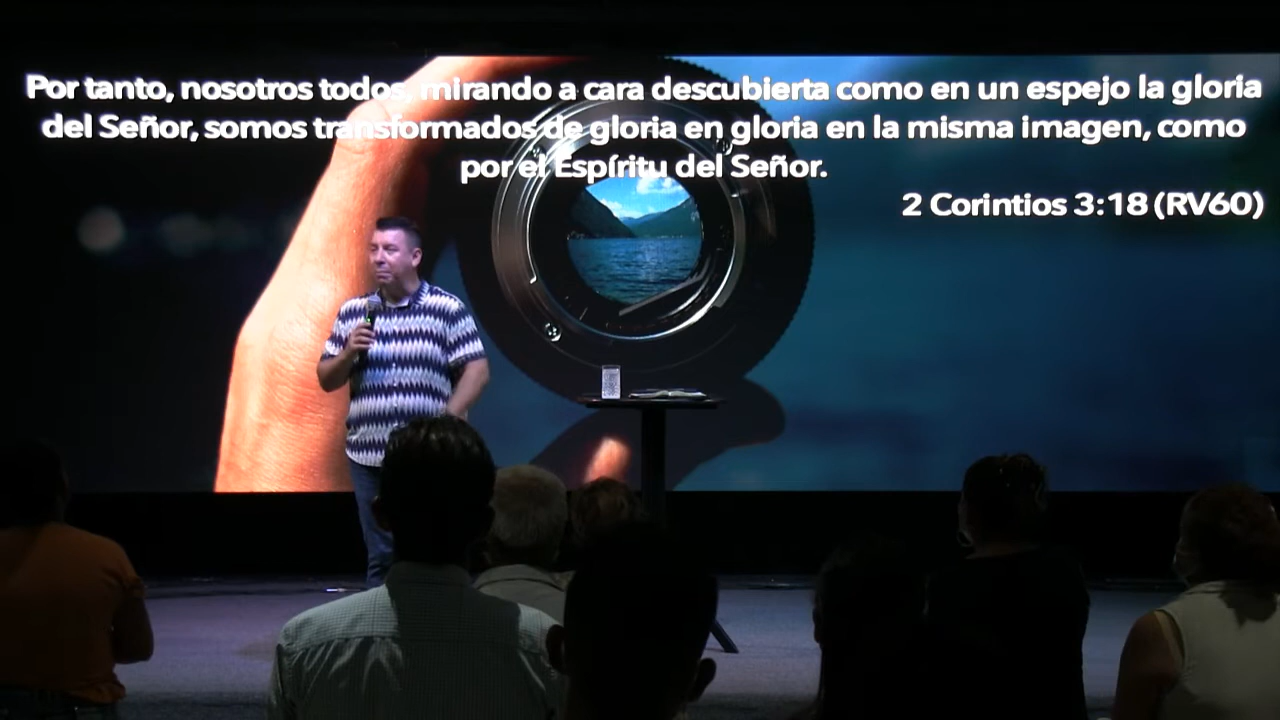 Por tanto, nosotros todos, mirando a cara descubierta como en un espejo la gloria
del Señor, somos transformados de gloria en gloria en la misma imagen, como
por el Espíritu del Señor.
2 Corintios 3:18 (RV60)